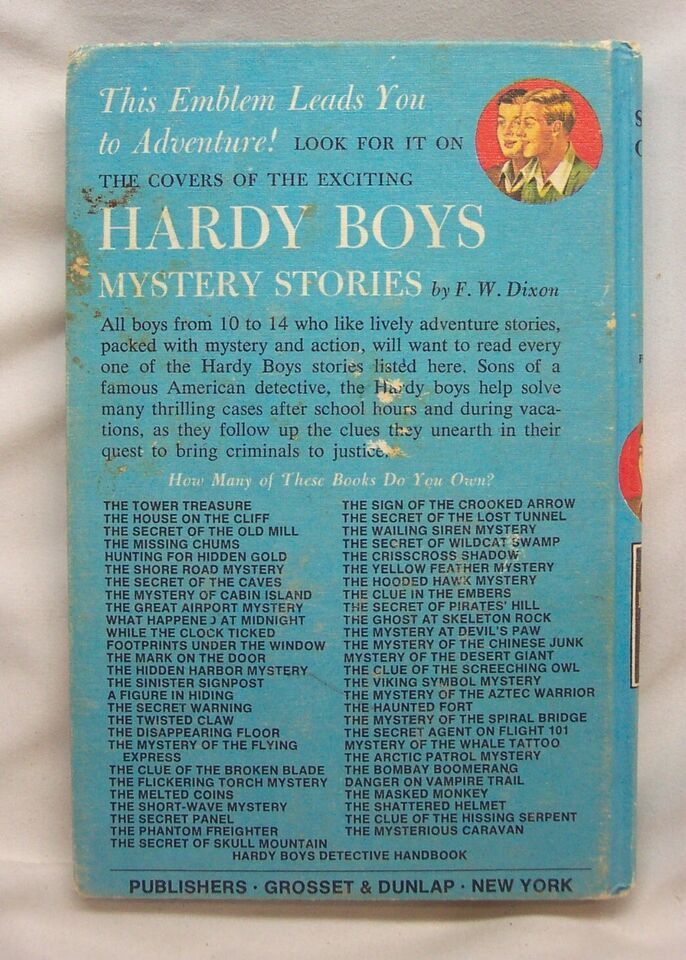 This Emblem Leads You
to Adventure! LOOK FOR IT ON
THE COVERS OF THE EXCITING
HARDY BOYS
MYSTERY STORIES by F. W. Dixon
All boys from 10 to 14 who like lively adventure stories,
packed with mystery and action, will want to read every
one of the Hardy Boys stories listed here. Sons of a
famous American detective, the Hardy boys help solve
many thrilling cases after school hours and during vaca-
tions, as they follow up the clues they unearth in their
quest to bring criminals to justice.
How Many of These Books Do You Own?
THE TOWER TREASURE
THE HOUSE ON THE CLIFF
THE SECRET OF THE OLD MILL
THE MISSING CHUMS
HUNTING FOR HIDDEN GOLD
THE SHORE ROAD MYSTERY
THE SECRET OF THE CAVES
THE MYSTERY OF CABIN ISLAND
THE GREAT AIRPORT MYSTERY
WHAT HAPPENED AT MIDNIGHT
WHILE THE CLOCK TICKED
FOOTPRINTS UNDER THE WINDOW
THE MARK ON THE DOOR
THE HIDDEN HARBOR MYSTERY
THE SINISTER SIGNPOST
A FIGURE IN HIDING
THE SECRET WARNING
THE TWISTED CLAW
THE DISAPPEARING FLOOR
THE MYSTERY OF THE FLYING
EXPRESS
THE CLUE OF THE BROKEN BLADE
THE FLICKERING TORCH MYSTERY
THE MELTED COINS
THE SHORT-WAVE MYSTERY
THE SECRET PANEL
THE PHANTOM FREIGHTER
THE SECRET OF SKULL MOUNTAIN
THE SIGN OF THE CROOKED ARROW
THE SECRET OF THE LOST TUNNEL
THE WAILING SIREN MYSTERY
THE SECRET OF WILDCAT SWAMP
THE CRISSCROSS SHADOW
THE YELLOW FEATHER MYSTERY
THE HOODED HAWK MYSTERY
THE CLUE IN THE EMBERS
THE SECRET OF PIRATES' HILL
THE GHOST AT SKELETON ROCK
THE MYSTERY AT DEVIL'S PAW
THE MYSTERY OF THE CHINESE JUNK
MYSTERY OF THE DESERT GIANT
THE CLUE OF THE SCREECHING OWL
THE VIKING SYMBOL MYSTERY
THE MYSTERY OF THE AZTEC WARRIOR
THE HAUNTED FORT
THE MYSTERY OF THE SPIRAL BRIDGE
THE SECRET AGENT ON FLIGHT 101
MYSTERY OF THE WHALE TATTOO
THE ARCTIC PATROL MYSTERY
THE BOMBAY BOOMERANG
DANGER ON VAMPIRE TRAIL
THE MASKED MONKEY
THE SHATTERED HELMET
THE CLUE OF THE HISSING SERPENT
THE MYSTERIOUS CARAVAN
HARDY BOYS DETECTIVE HANDBOOK
PUBLISHERS · GROSSET & DUNLAP · NEW YORK